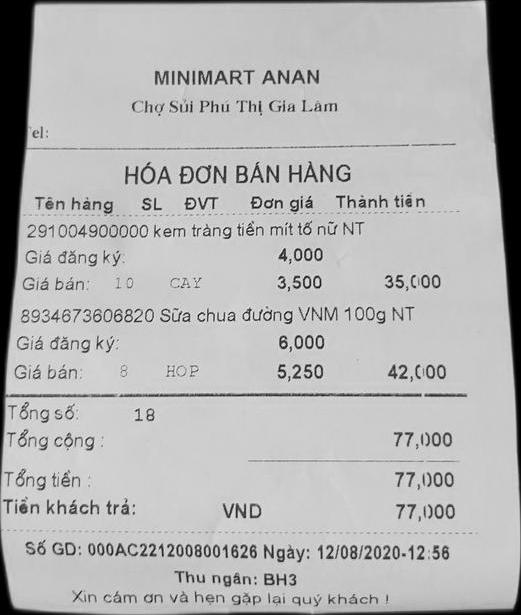 MINIMART ANAN
Chợ Sủi Phú Thị Gia Lâm
Tel:
HÓA ĐƠN BÁN HÀNG
Tên hàng SL ĐVT Đơn giá Thành tiền
291004900000 kem tràng tiền mít tố nữ NT
Giá đăng ký: 4,000
Giá bán: 10 CAY 3,500 35,000
8934673606820 Sữa chua đường VNM 100g NT
Giá đăng ký: 6,000
Giá bán: 8 HOP 5,250 42,000
Tổng số: 18
Tổng cộng : 77,000
Tổng tiền : 77,000
Tiền khách trả: VND 77,000
Số GD: 000AC2212008001626 Ngày: 12/08/2020-12:56
Thu ngân: BH3
Xin cám ơn và hẹn gặp lại quý khách !